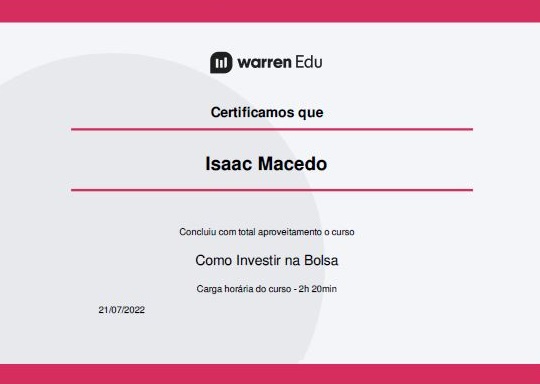 warren Edu
Certificamos que
Isaac Macedo
Concluiu com total aproveitamento o curso
Como Investir na Bolsa
Carga horária do curso - 2h 20min
21/07/2022